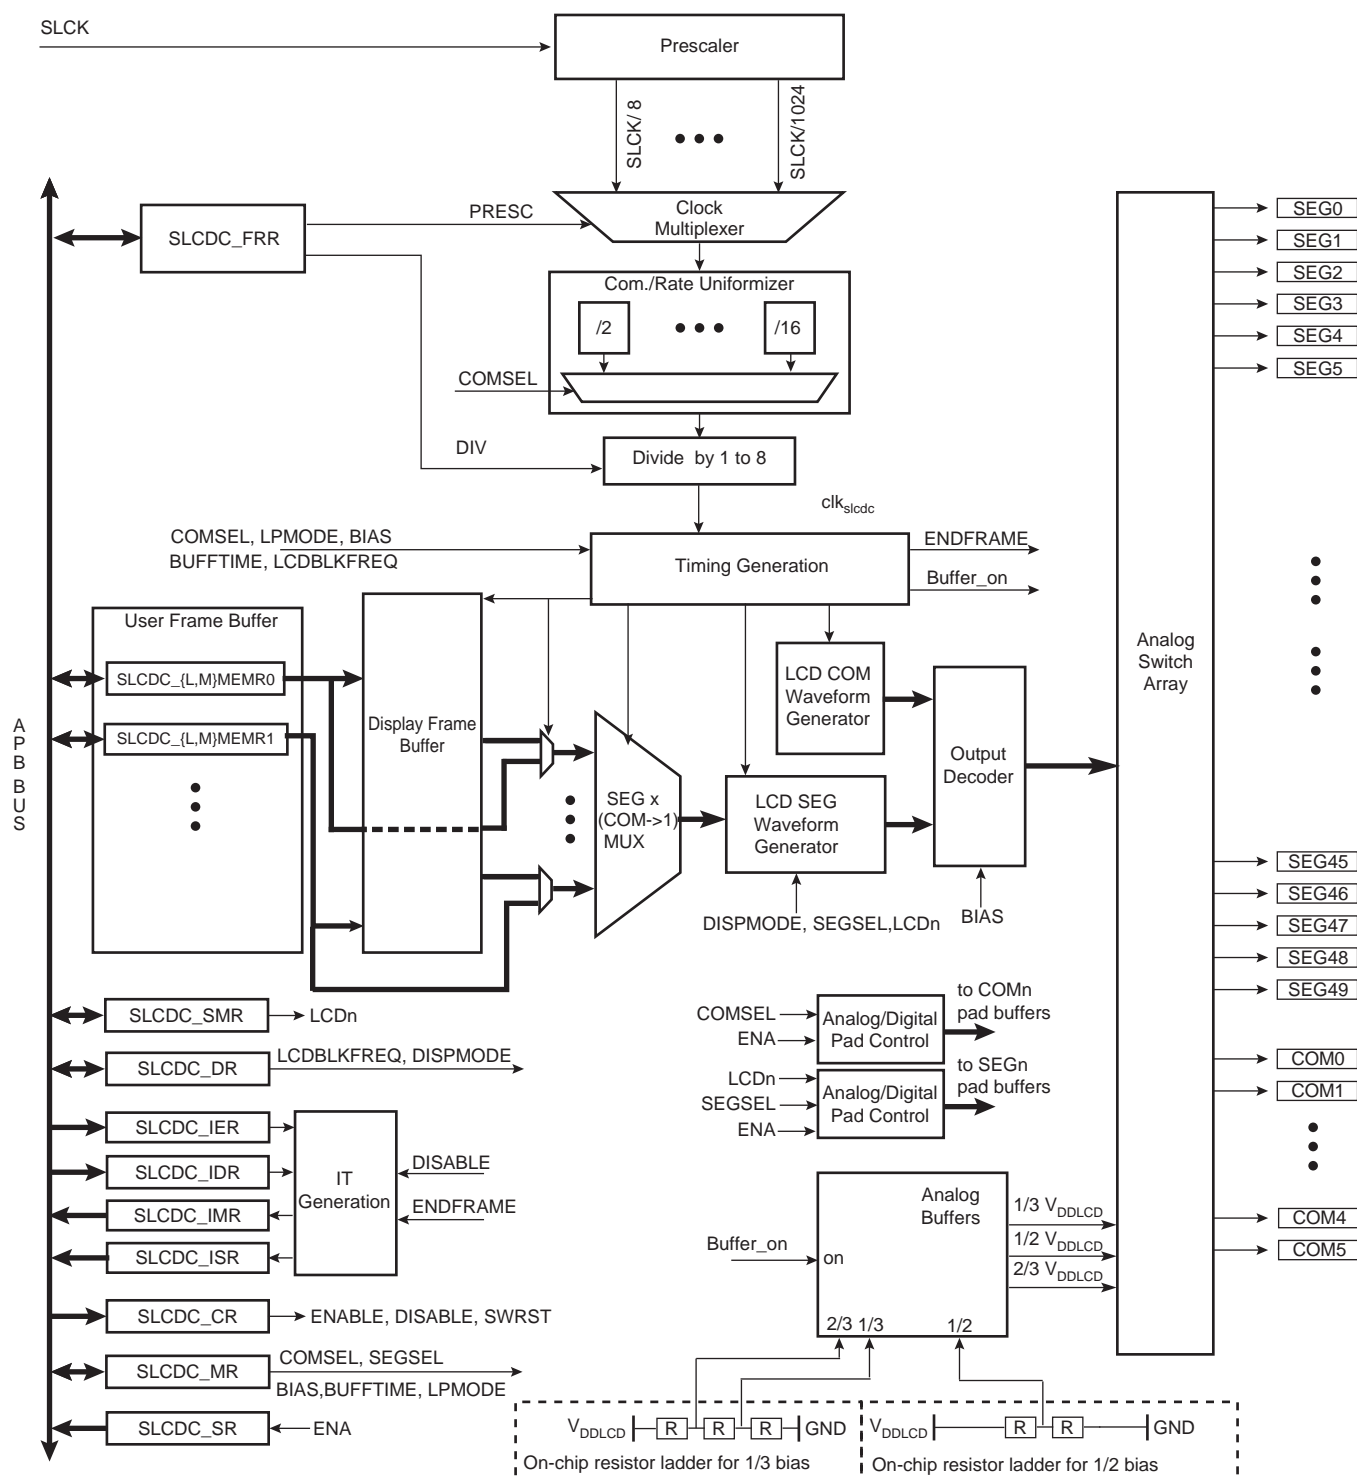 SLCK
Prescaler
SLCK/ 8
SLCK/1024
PRESC
Clock
Multiplexer
SLCDC_FRR
Com./Rate Uniformizer
/2
/16
COMSEL
DIV
Divide by 1 to 8
clkslcdc
COMSEL, LPMODE, BIAS
BUFFTIME, LCDBLKFREQ
Timing Generation
ENDFRAME
Buffer_on
User Frame Buffer
SLCDC_{L,M}MEMR0
SLCDC_{L,M}MEMR1
A
P
B
B
U
S
Display Frame
Buffer
SEG x
(COM->1)
MUX
LCD COM
Waveform
Generator
LCD SEG
Waveform
Generator
Output
Decoder
DISPMODE, SEGSEL,LCDn
BIAS
Analog
Switch
Array
SEG0
SEG1
SEG2
SEG3
SEG4
SEG5
SEG45
SEG46
SEG47
SEG48
SEG49
COM0
COM1
COM4
COM5
SLCDC_SMR
LCDn
SLCDC_DR
LCDBLKFREQ, DISPMODE
SLCDC_IER
SLCDC_IDR
SLCDC_IMR
SLCDC_ISR
IT
Generation
DISABLE
ENDFRAME
SLCDC_CR
ENABLE, DISABLE, SWRST
SLCDC_MR
COMSEL, SEGSEL
BIAS,BUFFTIME, LPMODE
SLCDC_SR
ENA
COMSEL
ENA
Analog/Digital
Pad Control
to COMn
pad buffers
LCDn
SEGSEL
ENA
Analog/Digital
Pad Control
to SEGn
pad buffers
Buffer_on
on
Analog
Buffers
2/3 1/3
1/2
1/3 VDDLCD
1/2 VDDLCD
2/3 VDDLCD
VDDLCD R R R GND
On-chip resistor ladder for 1/3 bias
VDDLCD R R GND
On-chip resistor ladder for 1/2 bias